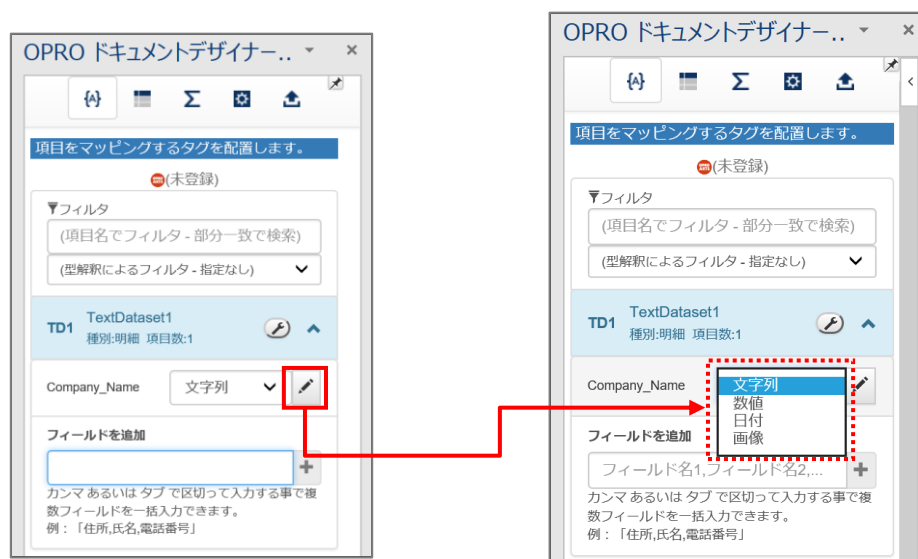 OPRO ドキュメントデザイナー..
{A}
Σ
項目をマッピングするタグを配置します。
(未登録)
フィルタ
(項目名でフィルタ - 部分一致で検索)
(型解釈によるフィルタ - 指定なし)
TD1
TextDataset1
種別:明細 項目数:1
Company_Name
文字列
フィールドを追加
カンマ あるいは タブ で区切って入力する事で複
数フィールドを一括入力できます。
例：「住所,氏名,電話番号」
OPRO ドキュメントデザイナー..
{A}
Σ
項目をマッピングするタグを配置します。
(未登録)
フィルタ
(項目名でフィルタ - 部分一致で検索)
(型解釈によるフィルタ - 指定なし)
TD1
TextDataset1
種別:明細 項目数:1
Company_Name
文字列
数値
日付
画像
フィールドを追加
フィールド名1,フィールド名2,...
カンマ あるいは タブ で区切って入力する事で複
数フィールドを一括入力できます。
例：「住所,氏名,電話番号」